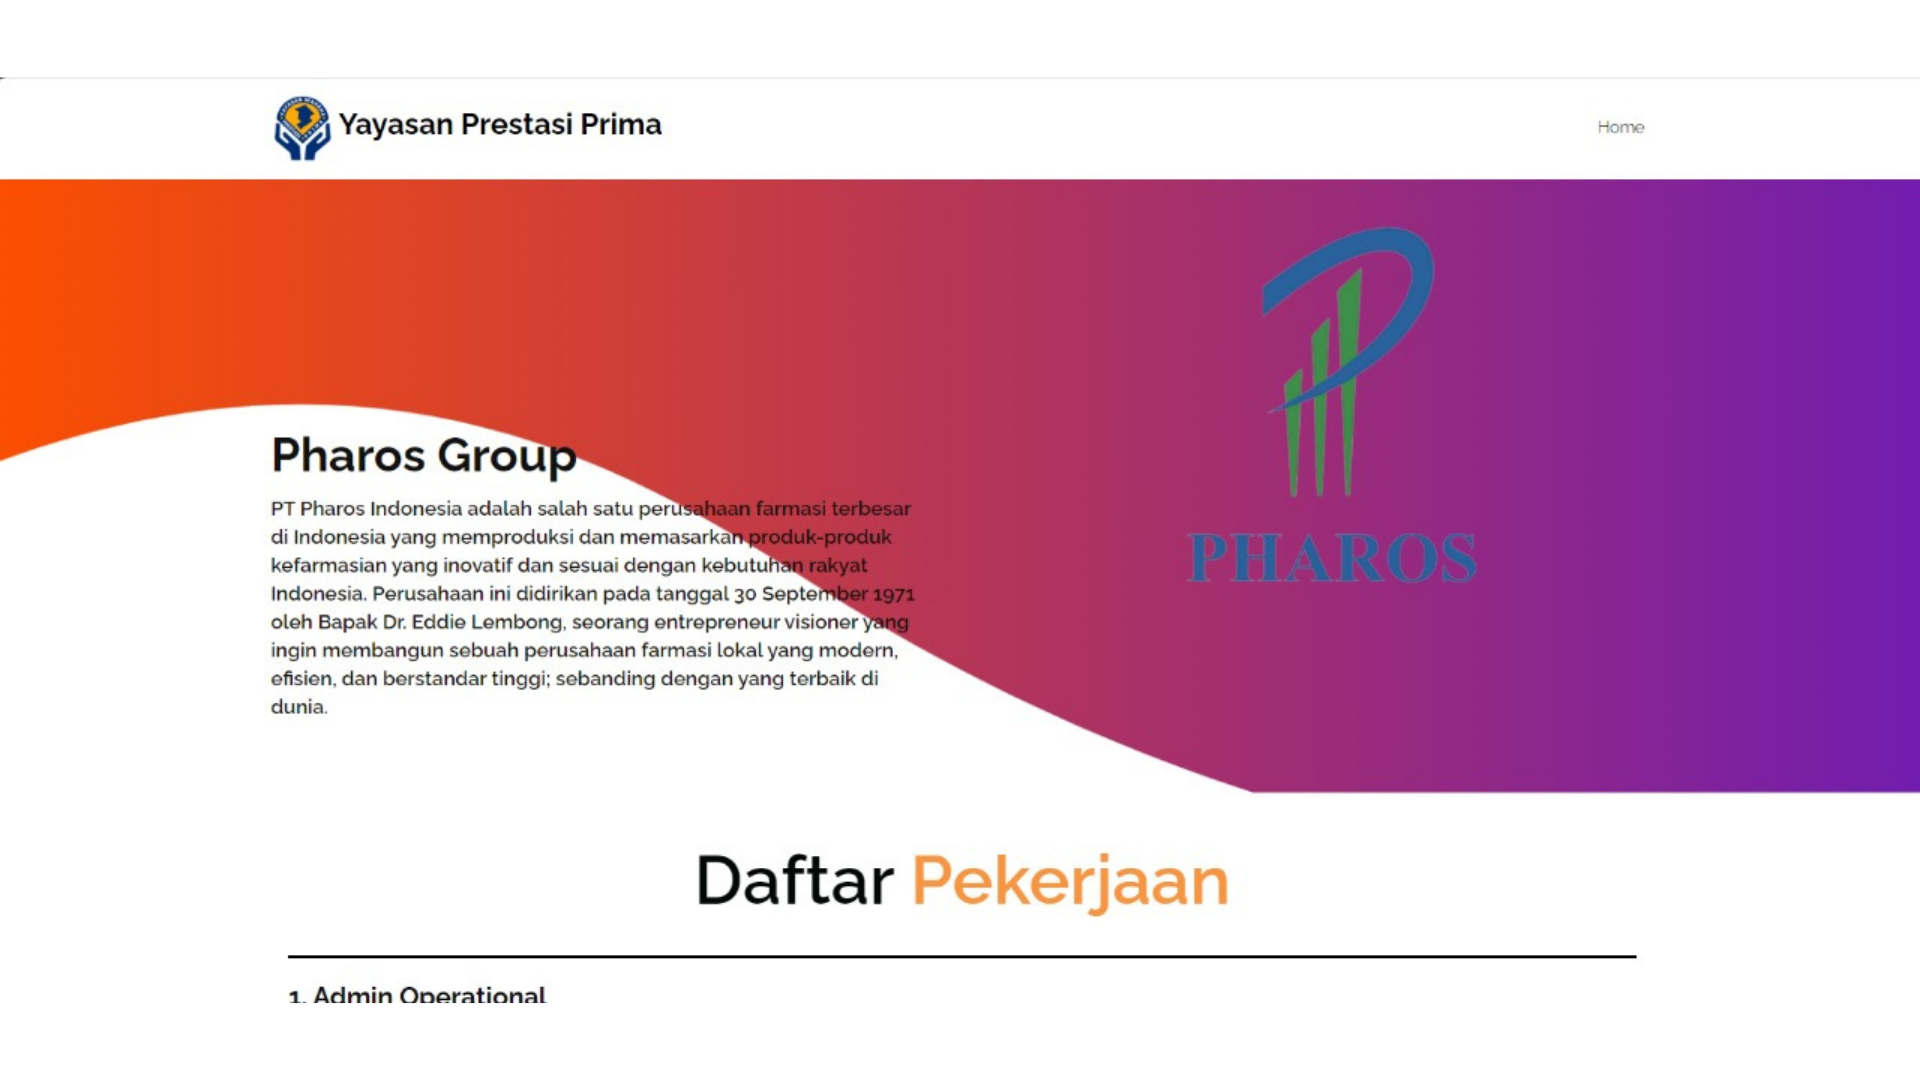 Yayasan Prestasi Prima
Home
PHAROS
Pharos Group
PT Pharos Indonesia adalah salah satu perusahaan farmasi terbesar
di Indonesia yang memproduksi dan memasarkan produk-produk
kefarmasian yang inovatif dan sesuai dengan kebutuhan rakyat
Indonesia. Perusahaan ini didirikan pada tanggal 30 September 1971
oleh Bapak Dr. Eddie Lembong, seorang entrepreneur visioner yang
ingin membangun sebuah perusahaan farmasi lokal yang modern,
efisien, dan berstandar tinggi; sebanding dengan yang terbaik di
dunia.
Daftar Pekerjaan
1. Admin Operational